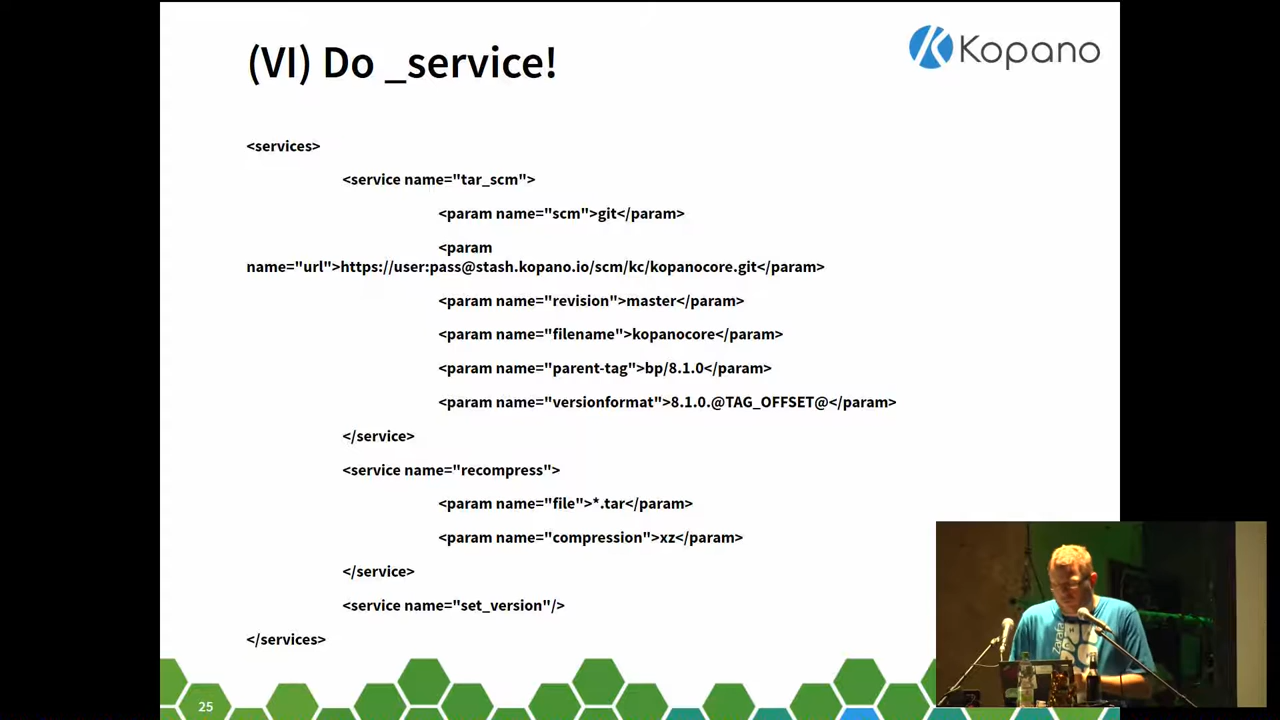 (VI) Do _service!
Kopano
<services>
<service name="tar_scm">
<param name="scm">git</param>
<param
name="url">https://user:pass@stash.kopano.io/scm/kc/kopanocore.git</param>
<param name="revision">master</param>
<param name="filename">kopanocore</param>
<param name="parent-tag">bp/8.1.0</param>
<param name="versionformat">8.1.0.@TAG_OFFSET@</param>
</service>
<service name="recompress">
<param name="file">*.tar</param>
<param name="compression">xz</param>
</service>
<service name="set_version"/>
</services>
25
Zarafa